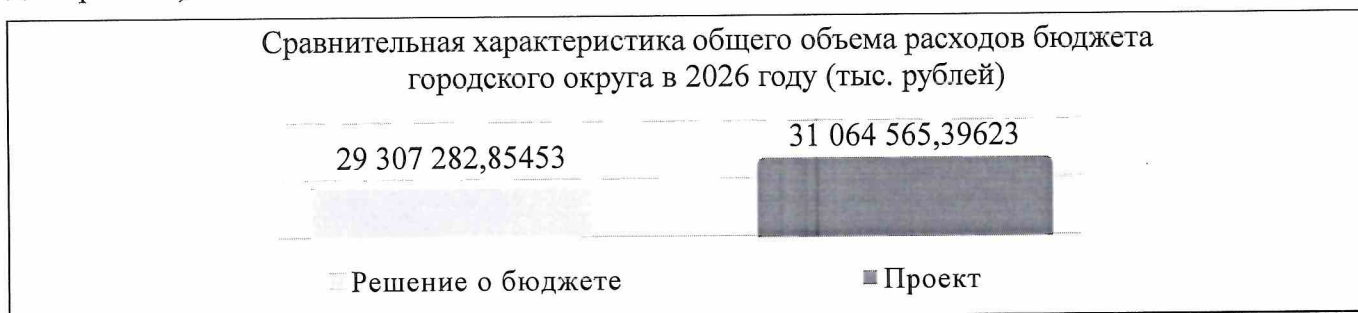 Сравнительная характеристика общего объема расходов бюджета
городского округа в 2026 году (тыс. рублей)
29 307 282,85453
31 064 565,39623
Решение о бюджете
Проект